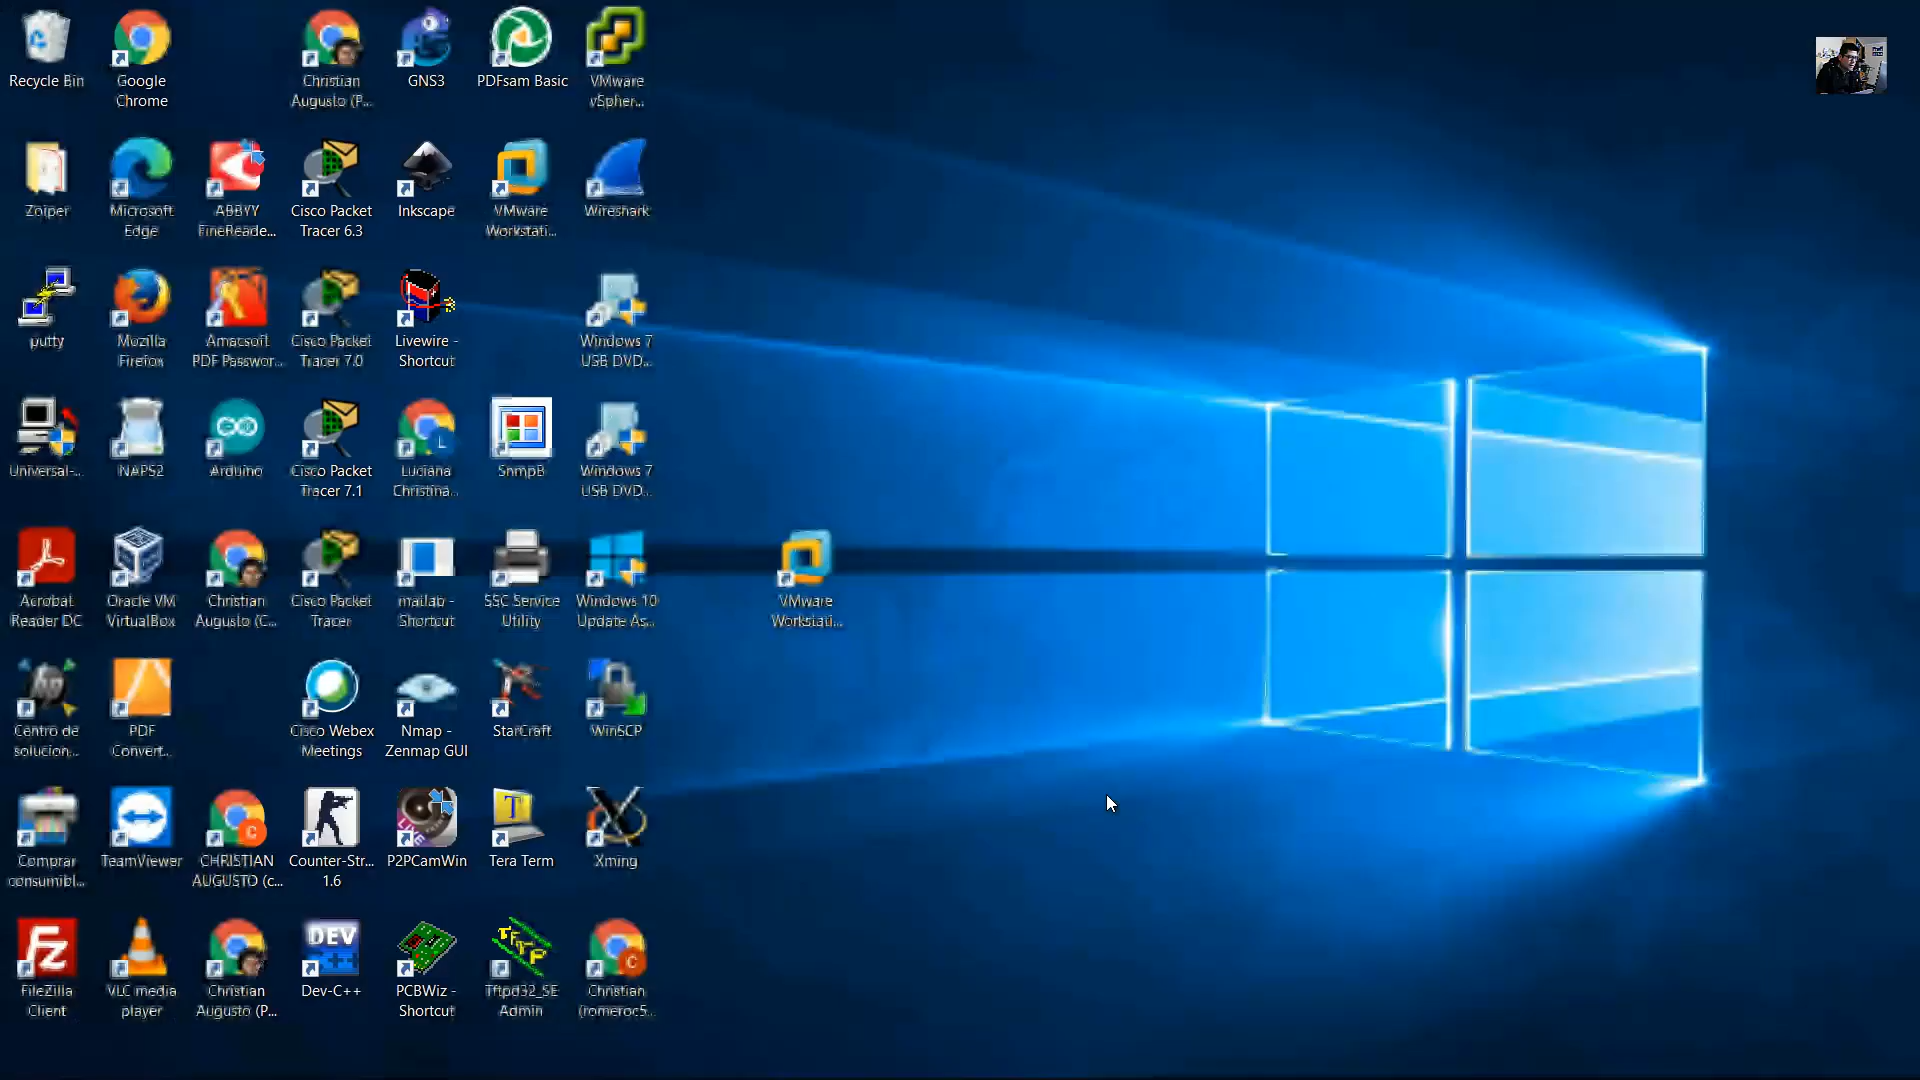 Recycle Bin
Google
Chrome
Christian
Augusto (P...
GNS3
PDFsam Basic
VMware
vSpher...
Zoiper
Microsoft
Edge
ABBYY
FineReade...
Cisco Packet
Tracer 6.3
Inkscape
VMware
Workstati...
Wireshark
putty
Mozilla
Firefox
Amacsoft
PDF Passwor...
Cisco Packet
Tracer 7.0
Livewire -
Shortcut
Windows 7
USB DVD...
Universal-...
NAPS2
Arduino
Cisco Packet
Tracer 7.1
Luciana
Christina...
SnmpB
Windows 7
USB DVD...
Acrobat
Reader DC
Oracle VM
VirtualBox
Christian
Augusto (C...
Cisco Packet
Tracer
matlab -
Shortcut
SSC Service
Utility
Windows 10
Update As...
VMware
Workstati...
Centro de
solucion...
PDF
Convert...
Cisco Webex
Meetings
Nmap -
Zenmap GUI
StarCraft
WinSCP
Comprar
consumibl...
TeamViewer
CHRISTIAN
AUGUSTO (c...
Counter-Str...
1.6
P2PCamWin
Tera Term
Xming
FileZilla
Client
VLC media
player
Christian
Augusto (P...
DEV
Dev-C++
PCBWiz -
Shortcut
TFTP
Tftpd32_SE
Admin
Christian
(romeroc5...